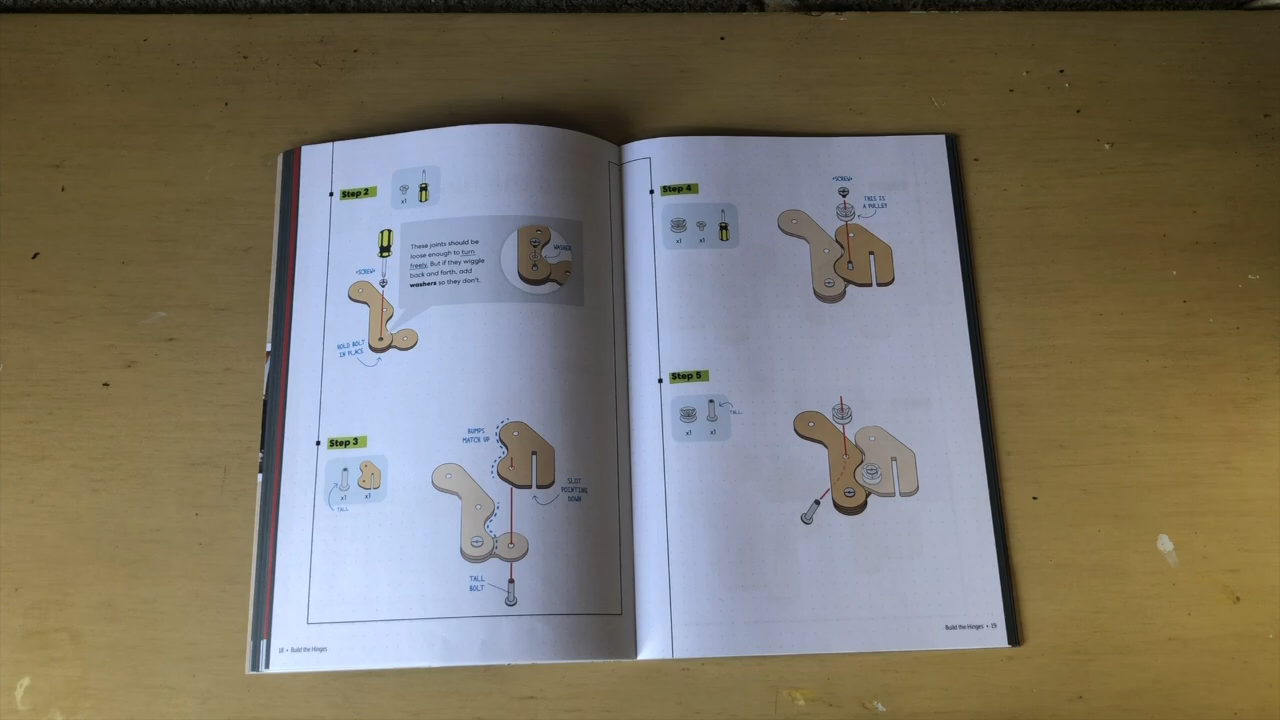 Step 2
x1
These joints should be
loose enough to turn
freely. But if they wiggle
back and forth, add
washers so they don't.
WASHER
<SCREW>
HOLD BOLT
IN PLACE
Step 3
x1
x1
TALL
BUMPS
MATCH UP
SLOT
POINTING
DOWN
TALL
BOLT
18 • Build the Hinges
Step 4
x1
x1
<SCREW>
THIS IS
A PULLEY
Step 5
x1
x1
TALL
Build the Hinges • 19